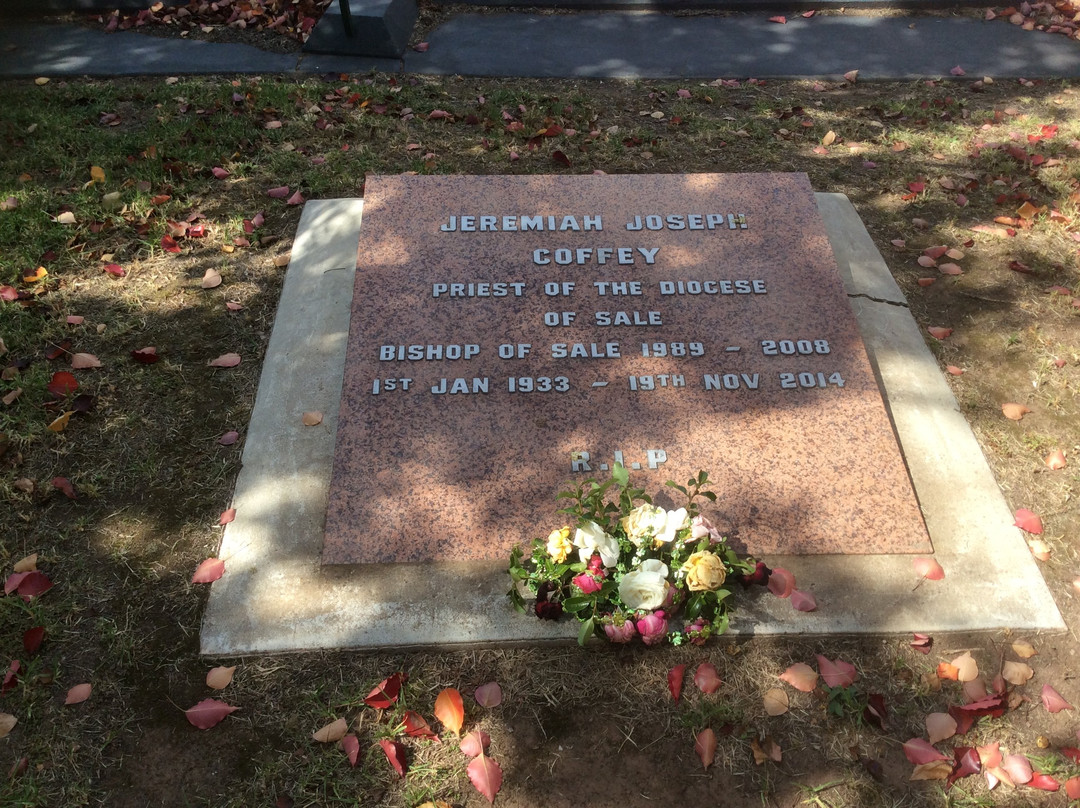 JEREMIAH JOSEPH
COFFEY
PRIEST OF THE DIOCESE
OF SALE
BISHOP OF SALE 1989 - 2008
1ST JAN 1933 - 19TH NOV 2014
R.I.P